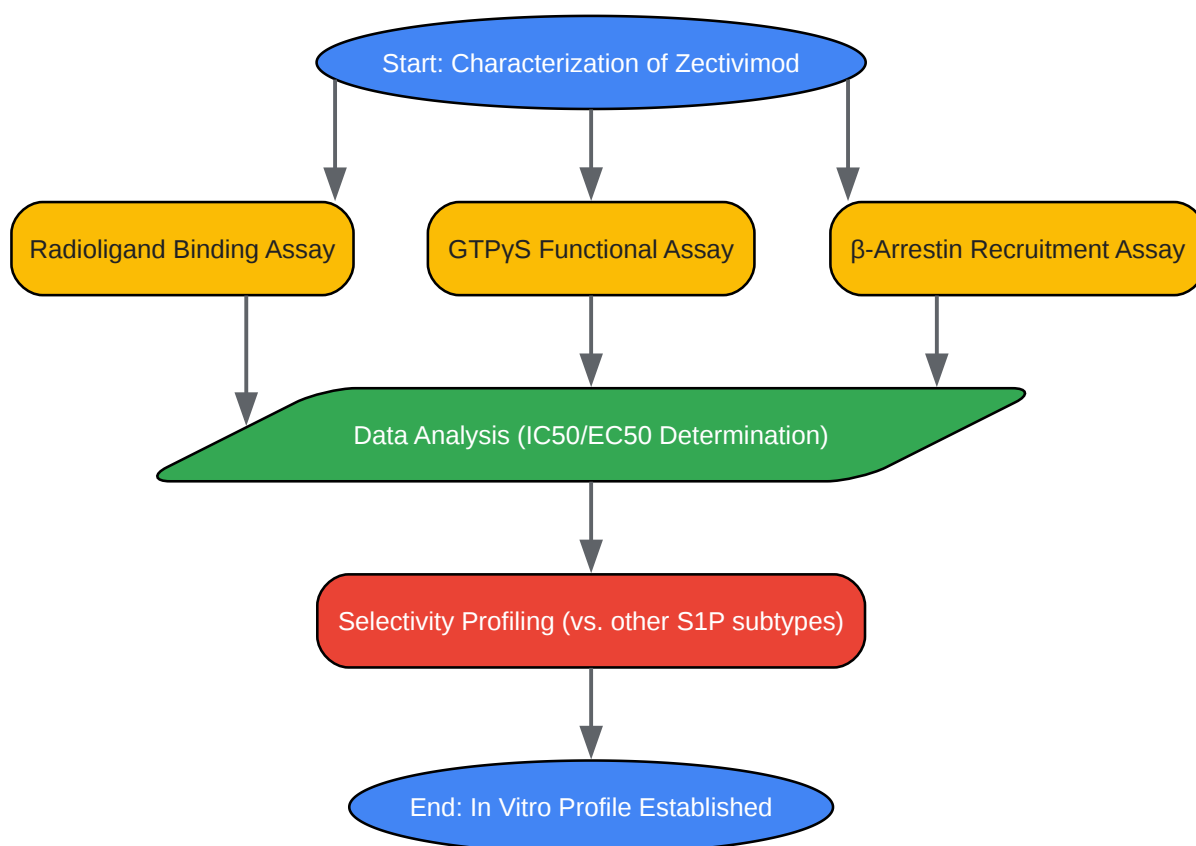 Start: Characterization of Zectivimod
Radioligand Binding Assay
GTPγS Functional Assay
β-Arrestin Recruitment Assay
Data Analysis (IC50/EC50 Determination)
Selectivity Profiling (vs. other S1P subtypes)
End: In Vitro Profile Established